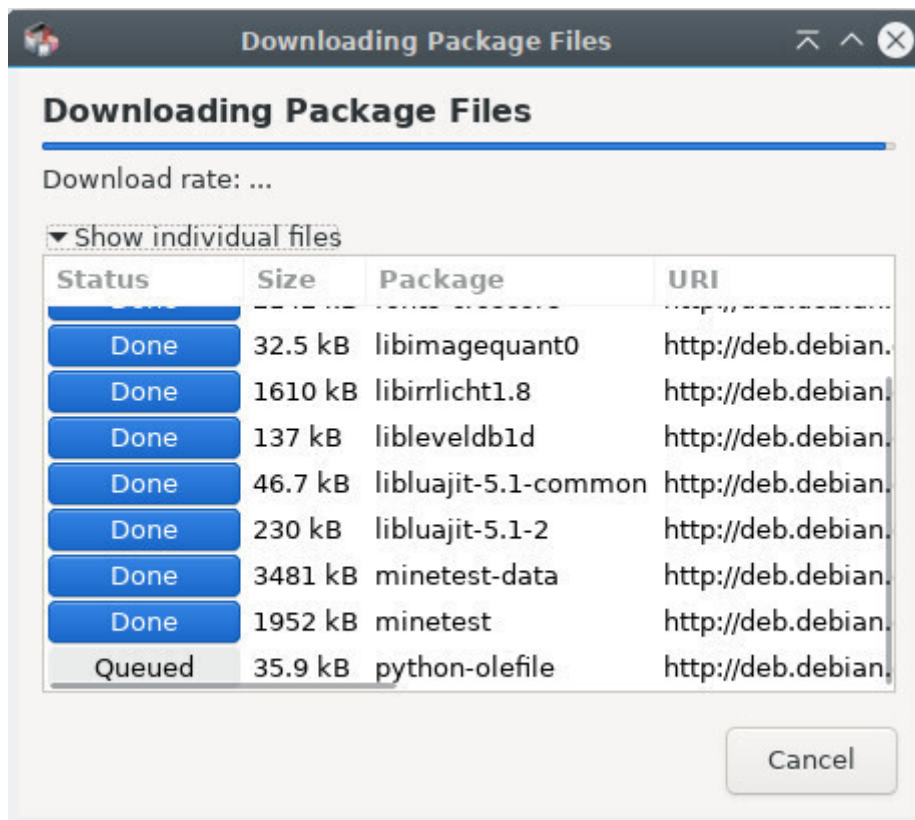 Downloading Package Files
Downloading Package Files
Download rate: ...
Show individual files
Status Size Package URI
Done 32.5 kB libimagequant0 http://deb.debian.
Done 1610 kB libirrlicht1.8 http://deb.debian.
Done 137 kB libleveldb1d http://deb.debian.
Done 46.7 kB libluajit-5.1-common http://deb.debian.
Done 230 kB libluajit-5.1-2 http://deb.debian.
Done 3481 kB minetest-data http://deb.debian.
Done 1952 kB minetest http://deb.debian.
Queued 35.9 kB python-olefile http://deb.debian.
Cancel